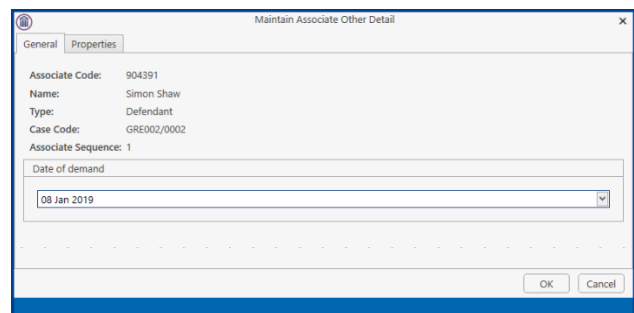 Maintain Associate Other Detail
General Properties
Associate Code: 904391
Name: Simon Shaw
Type: Defendant
Case Code: GRE002/0002
Associate Sequence: 1
Date of demand
08 Jan 2019
OK Cancel